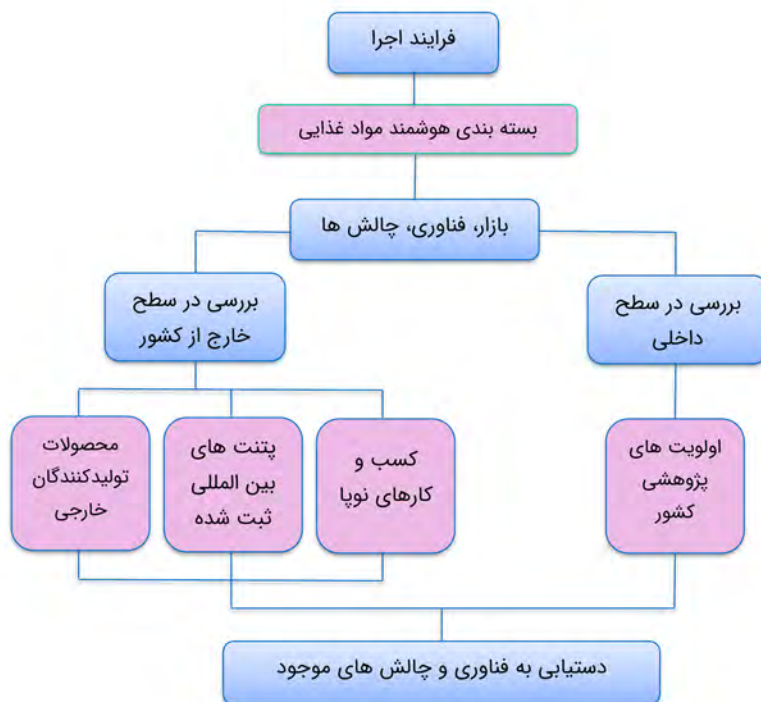 فرایند اجرا
بسته بندی هوشمند مواد غذایی
بازار، فناوری، چالش ها
بررسی در سطح
داخلی
بررسی در سطح
خارج از کشور
اولویت های
پژوهشی
کشور
کسب و
کارهای نوپا
پتنت های
بین المللی
ثبت شده
محصولات
تولیدکنندگان
خارجی
دستیابی به فناوری و چالش های موجود